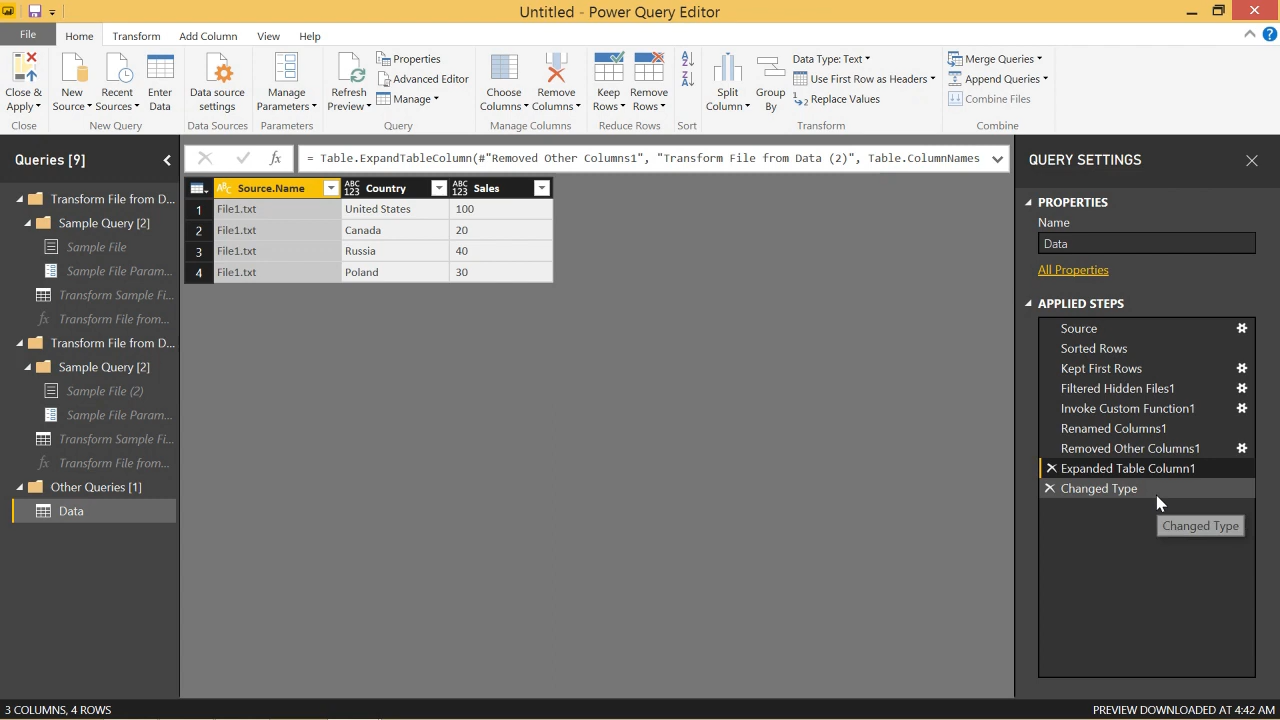 Untitled - Power Query Editor
File Home Transform Add Column View Help
Close & Apply
New Source
Recent Sources
Enter Data
Data source settings
Manage Parameters
Refresh Preview
Properties
Advanced Editor
Manage
Choose Columns
Remove Columns
Keep Rows
Remove Rows
Split Column
Group By
Data Type: Text
Use First Row as Headers
Replace Values
Merge Queries
Append Queries
Combine Files
Close New Query Data Sources Parameters Query Manage Columns Reduce Rows Sort Transform Combine
Queries [9]
Transform File from D...
Sample Query [2]
Sample File
Sample File Param...
Transform Sample Fi...
fx Transform File from...
Transform File from D...
Sample Query [2]
Sample File (2)
Sample File Param...
Transform Sample Fi...
fx Transform File from...
Other Queries [1]
Data
fx = Table.ExpandTableColumn(#"Removed Other Columns1", "Transform File from Data (2)", Table.ColumnNames
ABC Source.Name ABC 123 Country ABC 123 Sales
1 File1.txt United States 100
2 File1.txt Canada 20
3 File1.txt Russia 40
4 File1.txt Poland 30
QUERY SETTINGS
PROPERTIES
Name
Data
All Properties
APPLIED STEPS
Source
Sorted Rows
Kept First Rows
Filtered Hidden Files1
Invoke Custom Function1
Renamed Columns1
Removed Other Columns1
Expanded Table Column1
Changed Type
Changed Type
3 COLUMNS, 4 ROWS
PREVIEW DOWNLOADED AT 4:42 AM